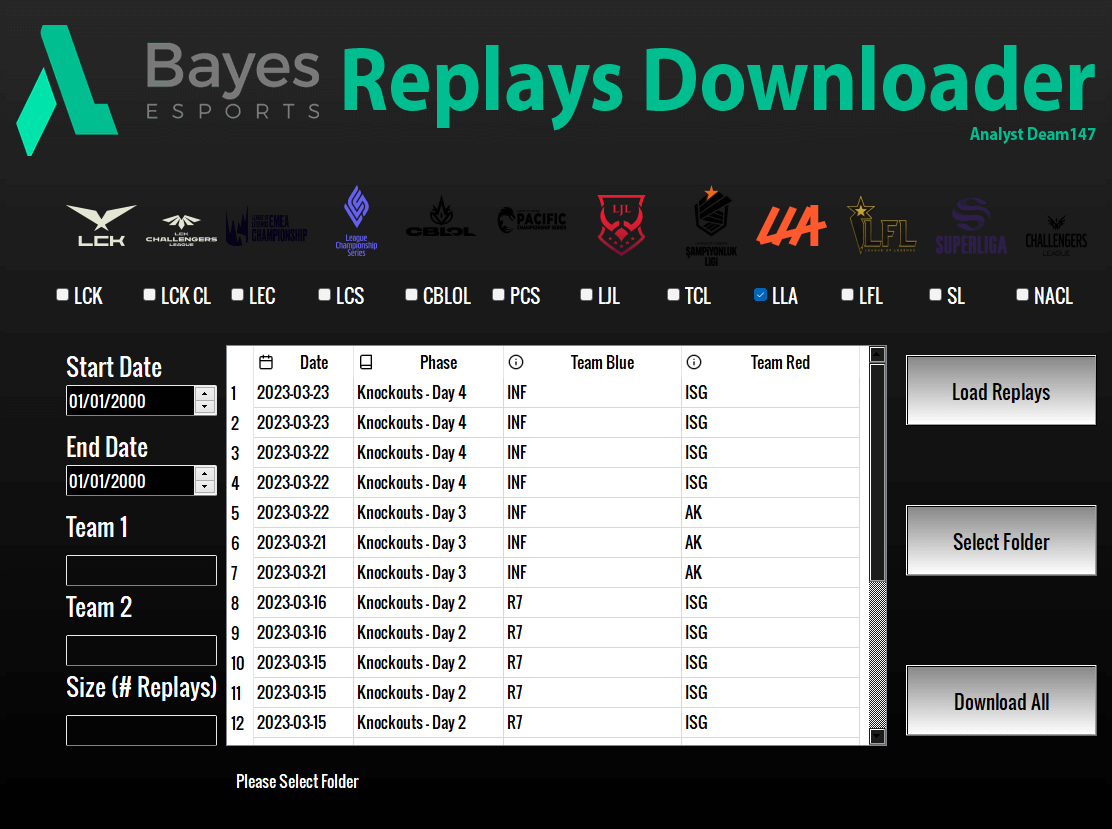 Bayes
ESPORTS
Replays Downloader
Analyst Deam147
LCK
LCK
CHALLENGERS
LEAGUE
EMEA
CHAMPIONSHIP
League
Championship
Series
CBLOL
PACIFIC
CHAMPIONSHIP SERIES
LJL
ŞAMPİYONLUK
LİGİ
LLA
LFL
LEAGUE OF LEGENDS
SUPERLIGA
CHALLENGERS
LEAGUE
LCK LCK CL LEC LCS CBLOL PCS LJL TCL LLA LFL SL NACL
Start Date
01/01/2000
End Date
01/01/2000
Team 1
Team 2
Size (# Replays)
Date Phase Team Blue Team Red
1 2023-03-23 Knockouts - Day 4 INF ISG
2 2023-03-23 Knockouts - Day 4 INF ISG
3 2023-03-22 Knockouts - Day 4 INF ISG
4 2023-03-22 Knockouts - Day 4 INF ISG
5 2023-03-22 Knockouts - Day 3 INF AK
6 2023-03-21 Knockouts - Day 3 INF AK
7 2023-03-21 Knockouts - Day 3 INF AK
8 2023-03-16 Knockouts - Day 2 R7 ISG
9 2023-03-16 Knockouts - Day 2 R7 ISG
10 2023-03-15 Knockouts - Day 2 R7 ISG
11 2023-03-15 Knockouts - Day 2 R7 ISG
12 2023-03-15 Knockouts - Day 2 R7 ISG
Load Replays
Select Folder
Download All
Please Select Folder